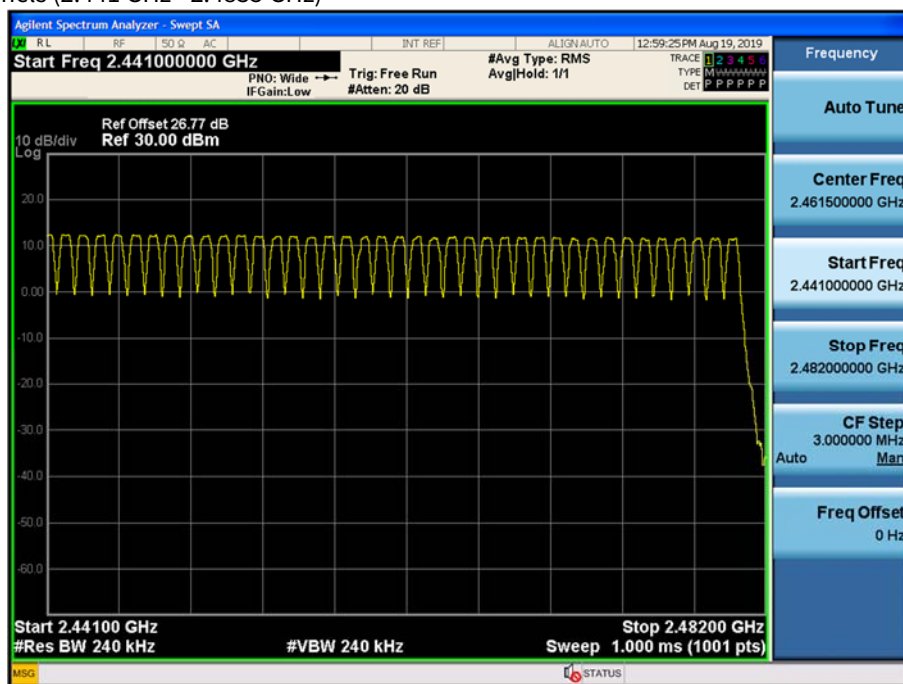 (2.441 GHz - 2.4835 GHz)
Agilent Spectrum Analyzer - Swept SA
RL RF 50 Ω AC INT REF ALIGN AUTO 12:59:25 PM Aug 19, 2019
Start Freq 2.441000000 GHz
PNO: Wide
IFGain:Low
Trig: Free Run
#Atten: 20 dB
#Avg Type: RMS
Avg|Hold: 1/1
TRACE 1 2 3 4 5 6
TYPE M
DET P P P P P P
Ref Offset 26.77 dB
10 dB/div Ref 30.00 dBm
Log
20.0
10.0
0.00
-10.0
-20.0
-30.0
-40.0
-50.0
-60.0
Start 2.44100 GHz Stop 2.48200 GHz
#Res BW 240 kHz #VBW 240 kHz Sweep 1.000 ms (1001 pts)
MSG STATUS
Frequency
Auto Tune
Center Freq
2.461500000 GHz
Start Freq
2.441000000 GHz
Stop Freq
2.482000000 GHz
CF Step
3.000000 MHz
Auto Man
Freq Offset
0 Hz